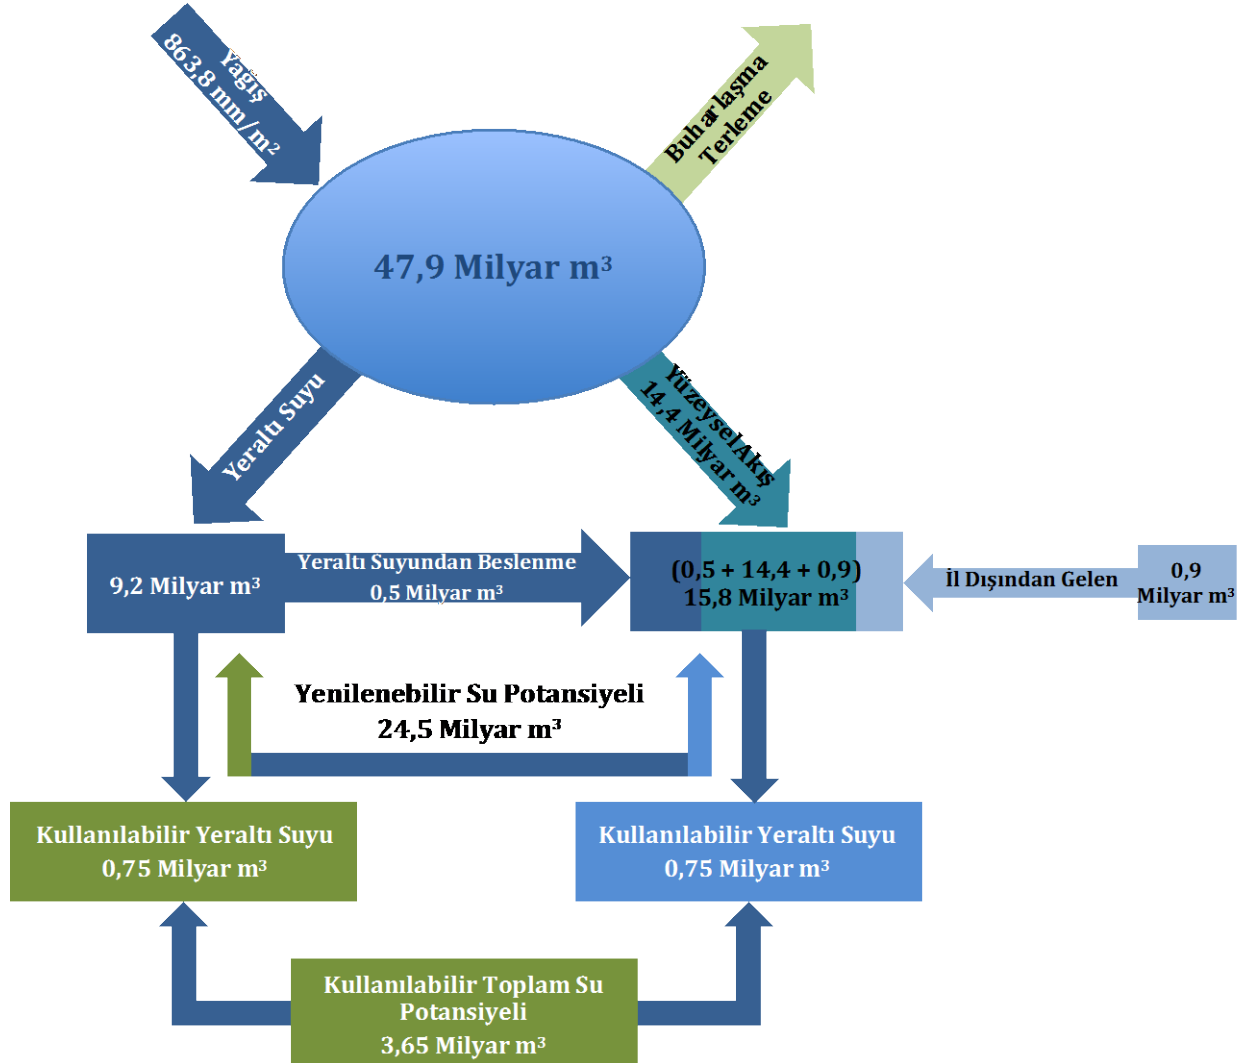 Yağış
863,8 mm/m²
Buharlaşma
Terleme
47,9 Milyar m³
Yeraltı Suyu
Yüzeysel Akış
14,4 Milyar m³
9,2 Milyar m³
Yeraltı Suyundan Beslenme
0,5 Milyar m³
(0,5 + 14,4 + 0,9)
15,8 Milyar m³
İl Dışından Gelen
0,9
Milyar m³
Yenilenebilir Su Potansiyeli
24,5 Milyar m³
Kullanılabilir Yeraltı Suyu
0,75 Milyar m³
Kullanılabilir Yeraltı Suyu
0,75 Milyar m³
Kullanılabilir Toplam Su
Potansiyeli
3,65 Milyar m³